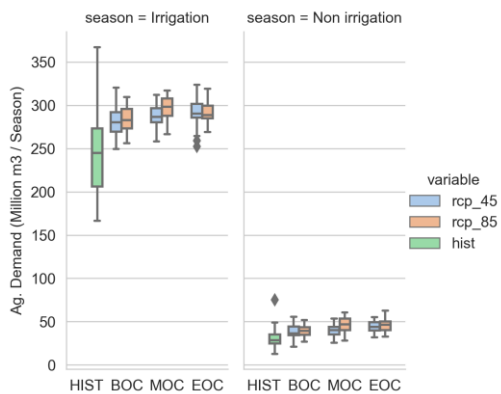 season = Irrigation
season = Non irrigation
Ag. Demand (Million m3 / Season)
350
300
250
200
150
100
50
0
HIST BOC MOC EOC
HIST BOC MOC EOC
variable
rcp_45
rcp_85
hist